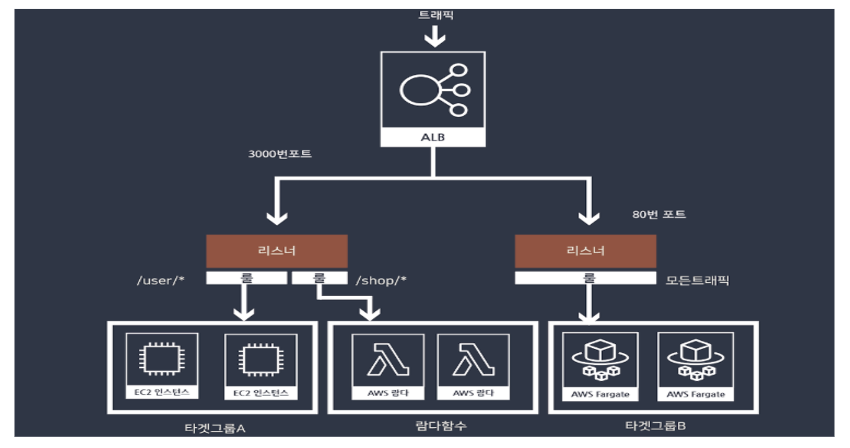 트래픽
ALB
3000번포트
80번 포트
리스너
리스너
/user/*
룰
룰
/shop/*
룰
모든트래픽
EC2 인스턴스
EC2 인스턴스
AWS 람다
AWS 람다
AWS Fargate
AWS Fargate
타겟그룹A
람다함수
타겟그룹B